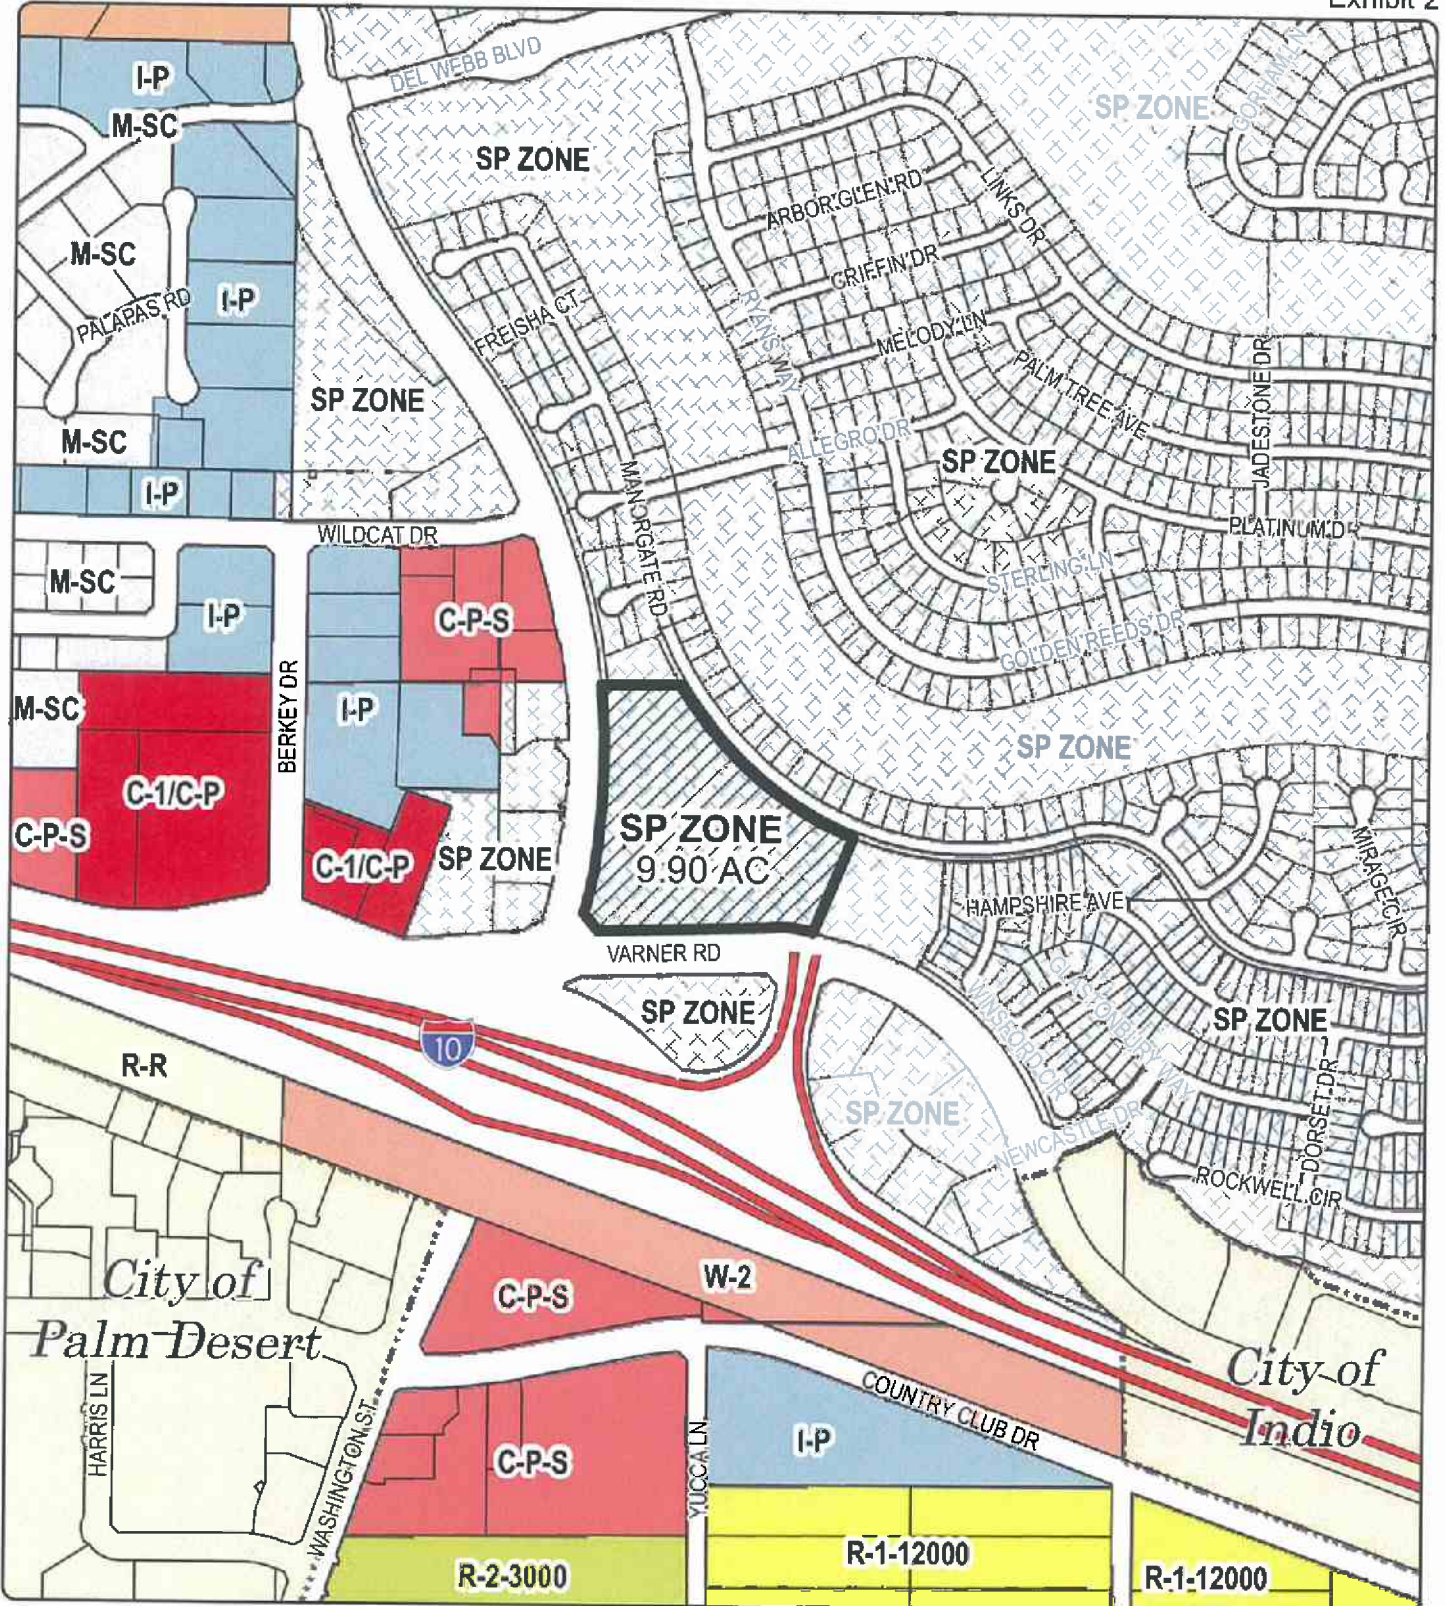 Exhibit 2
DEL WEBB BLVD
I-P
M-SC
SP ZONE
SP ZONE
GORHAM LN
ARBOR GLEN RD
LINKS DR
M-SC
PALAPAS RD
I-P
FREISHA CT
GRIFFIN DR
RYANS WAY
MELODY LN
PALM TREE AVE
JADESTONE DR
SP ZONE
M-SC
ALLEGRO DR
SP ZONE
I-P
MANORGATE RD
WILDCAT DR
PLATINUM DR
M-SC
I-P
C-P-S
STERLING LN
GOLDEN REEDS DR
M-SC
BERKEY DR
I-P
SP ZONE
C-1/C-P
C-P-S
C-1/C-P
SP ZONE
SP ZONE
9.90 AC
MIRAGE CIR
HAMPSHIRE AVE
VARNER RD
SP ZONE
GLASTONBURY WAY
WINSFORD CIR
SP ZONE
10
R-R
SP ZONE
DORSET DR
NEWCASTLE DR
ROCKWELL CIR
City of
Palm Desert
C-P-S
W-2
City of
Indio
HARRIS LN
WASHINGTON ST
C-P-S
YUCCA LN
I-P
COUNTRY CLUB DR
R-2-3000
R-1-12000
R-1-12000